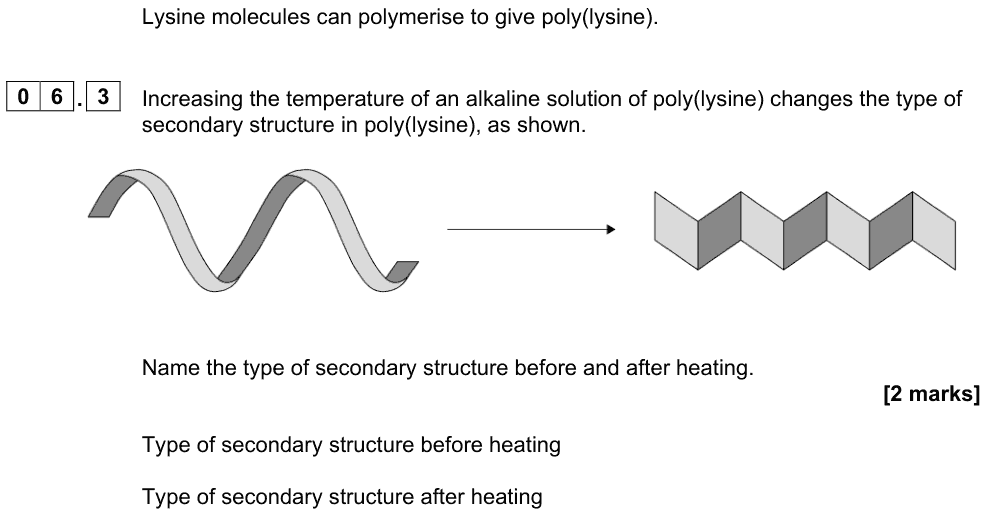 Lysine molecules can polymerise to give poly(lysine).
0 6 . 3 Increasing the temperature of an alkaline solution of poly(lysine) changes the type of
secondary structure in poly(lysine), as shown.
Name the type of secondary structure before and after heating.
[2 marks]
Type of secondary structure before heating
Type of secondary structure after heating